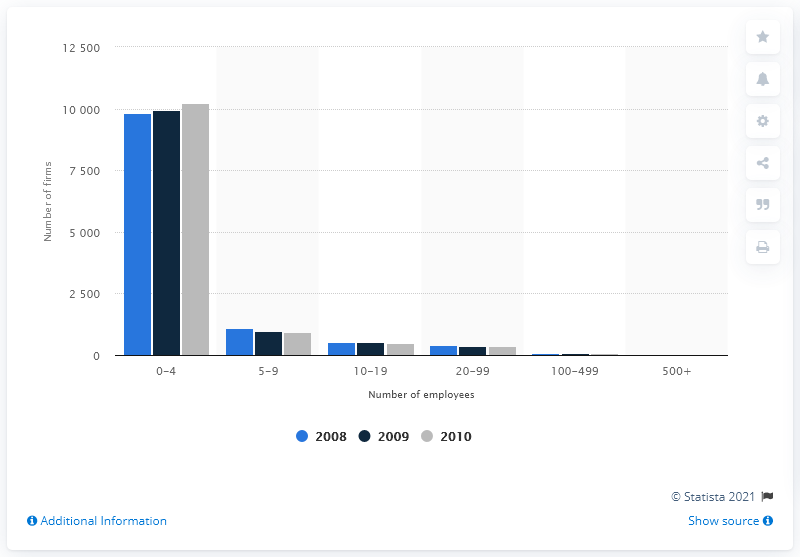 12 500
10 000
7 500
5 000
2 500
0
Number of firms
0–4 5–9 10–19 20–99 100–499 500+
Number of employees
2008 2009 2010
© Statista 2021
Additional Information Show source